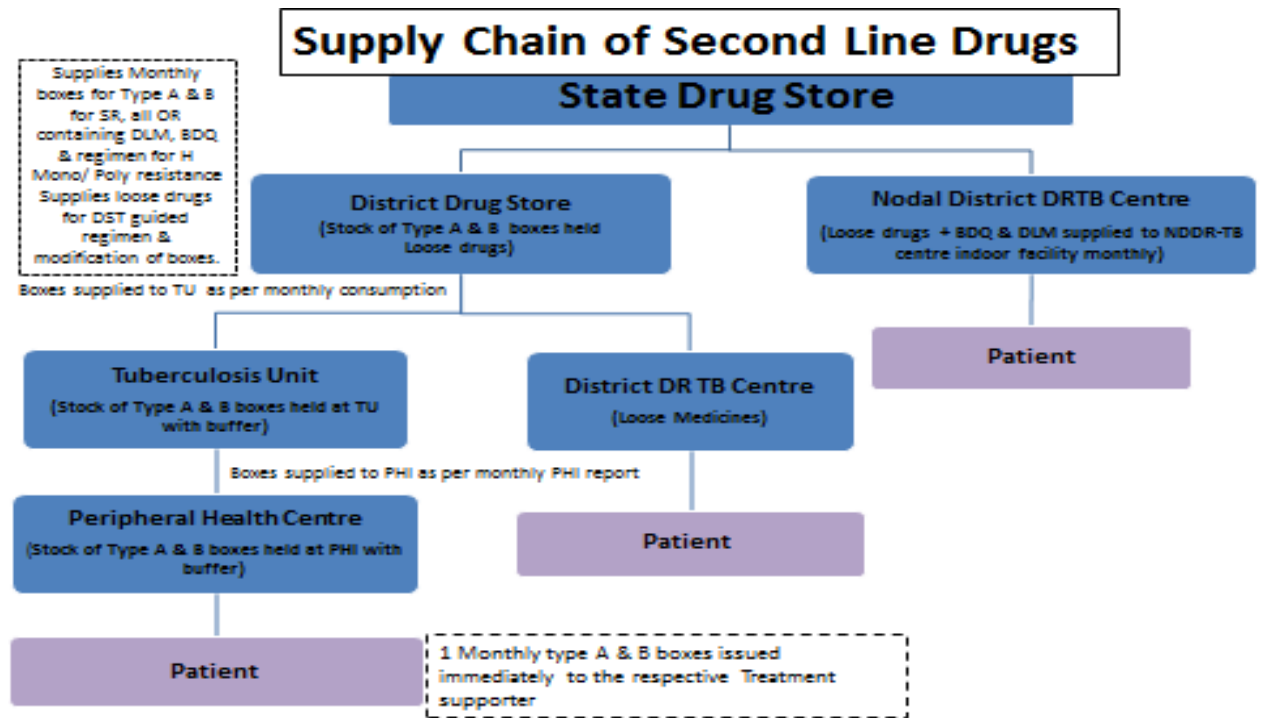 Supply Chain of Second Line Drugs
State Drug Store
Supplies Monthly
boxes for Type A & B
for SR, all OR
containing DLM, BDQ
& regimen for H
Mono/ Poly resistance
Supplies loose drugs
for DST guided
regimen &
modification of boxes.
District Drug Store
(Stock of Type A & B boxes held
Loose drugs)
Nodal District DRTB Centre
(Loose drugs + BDQ & DLM supplied to NDDR-TB
centre indoor facility monthly)
Boxes supplied to TU as per monthly consumption
Patient
Tuberculosis Unit
(Stock of Type A & B boxes held at TU
with buffer)
District DR TB Centre
(Loose Medicines)
Boxes supplied to PHI as per monthly PHI report
Peripheral Health Centre
(Stock of Type A & B boxes held at PHI with
buffer)
Patient
Patient
1 Monthly type A & B boxes issued
immediately to the respective Treatment
supporter